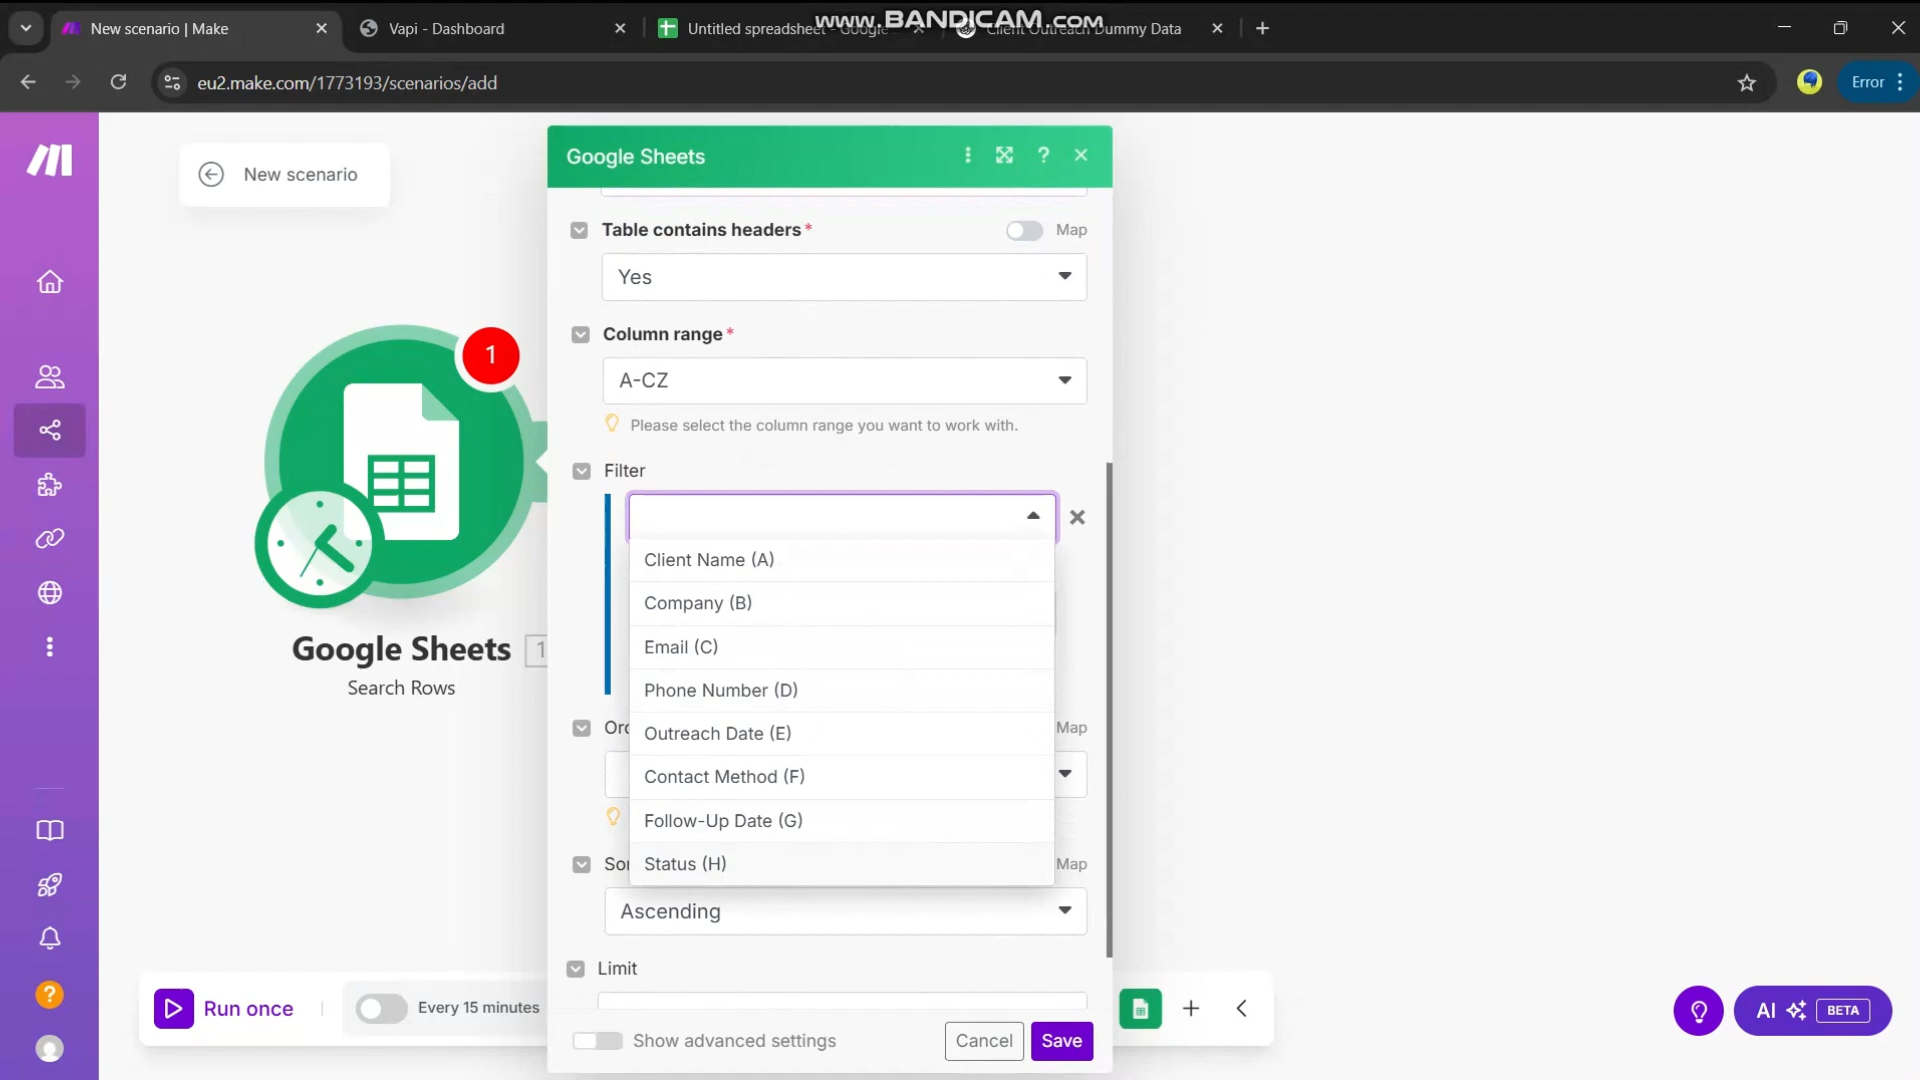 www.BANDICAM.com
New scenario | Make
Vapi - Dashboard
Untitled spreadsheet - Google
Client Outreach Dummy Data
eu2.make.com/1773193/scenarios/add
Error
New scenario
Google Sheets
Table contains headers*
Map
Yes
Column range*
A-CZ
Please select the column range you want to work with.
Filter
Client Name (A)
Company (B)
Email (C)
Phone Number (D)
Outreach Date (E)
Contact Method (F)
Follow-Up Date (G)
Status (H)
Map
Map
Ascending
Limit
Show advanced settings
Cancel
Save
1
Google Sheets
1
Search Rows
Run once
Every 15 minutes
AI
BETA